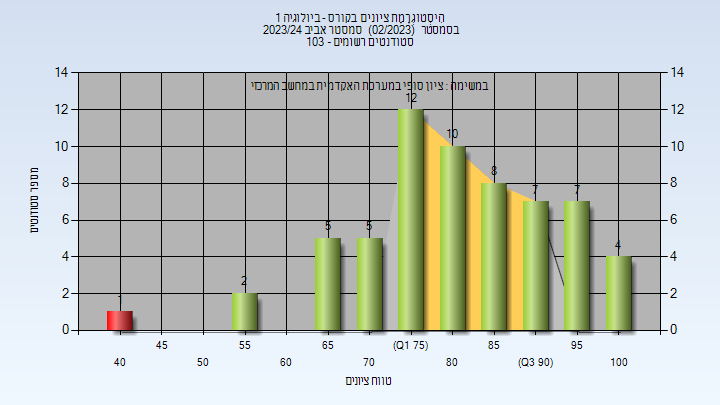 היסטוגרמת ציונים בקורס - ביולוגיה 1
בסמסטר (02/2023) סמסטר אביב 2023/24
סטודנטים רשומים - 103
במשימה : ציון סופי במערכת האקדמית במחשב המרכזי
מספר סטודנטים
14 14
12 12
10 10
8 8
6 6
4 4
2 2
0 0
1 2 5 5 12 10 8 7 7 4
45 55 65 (Q1 75) 85 95
40 50 60 70 80 (Q3 90) 100
טווח ציונים